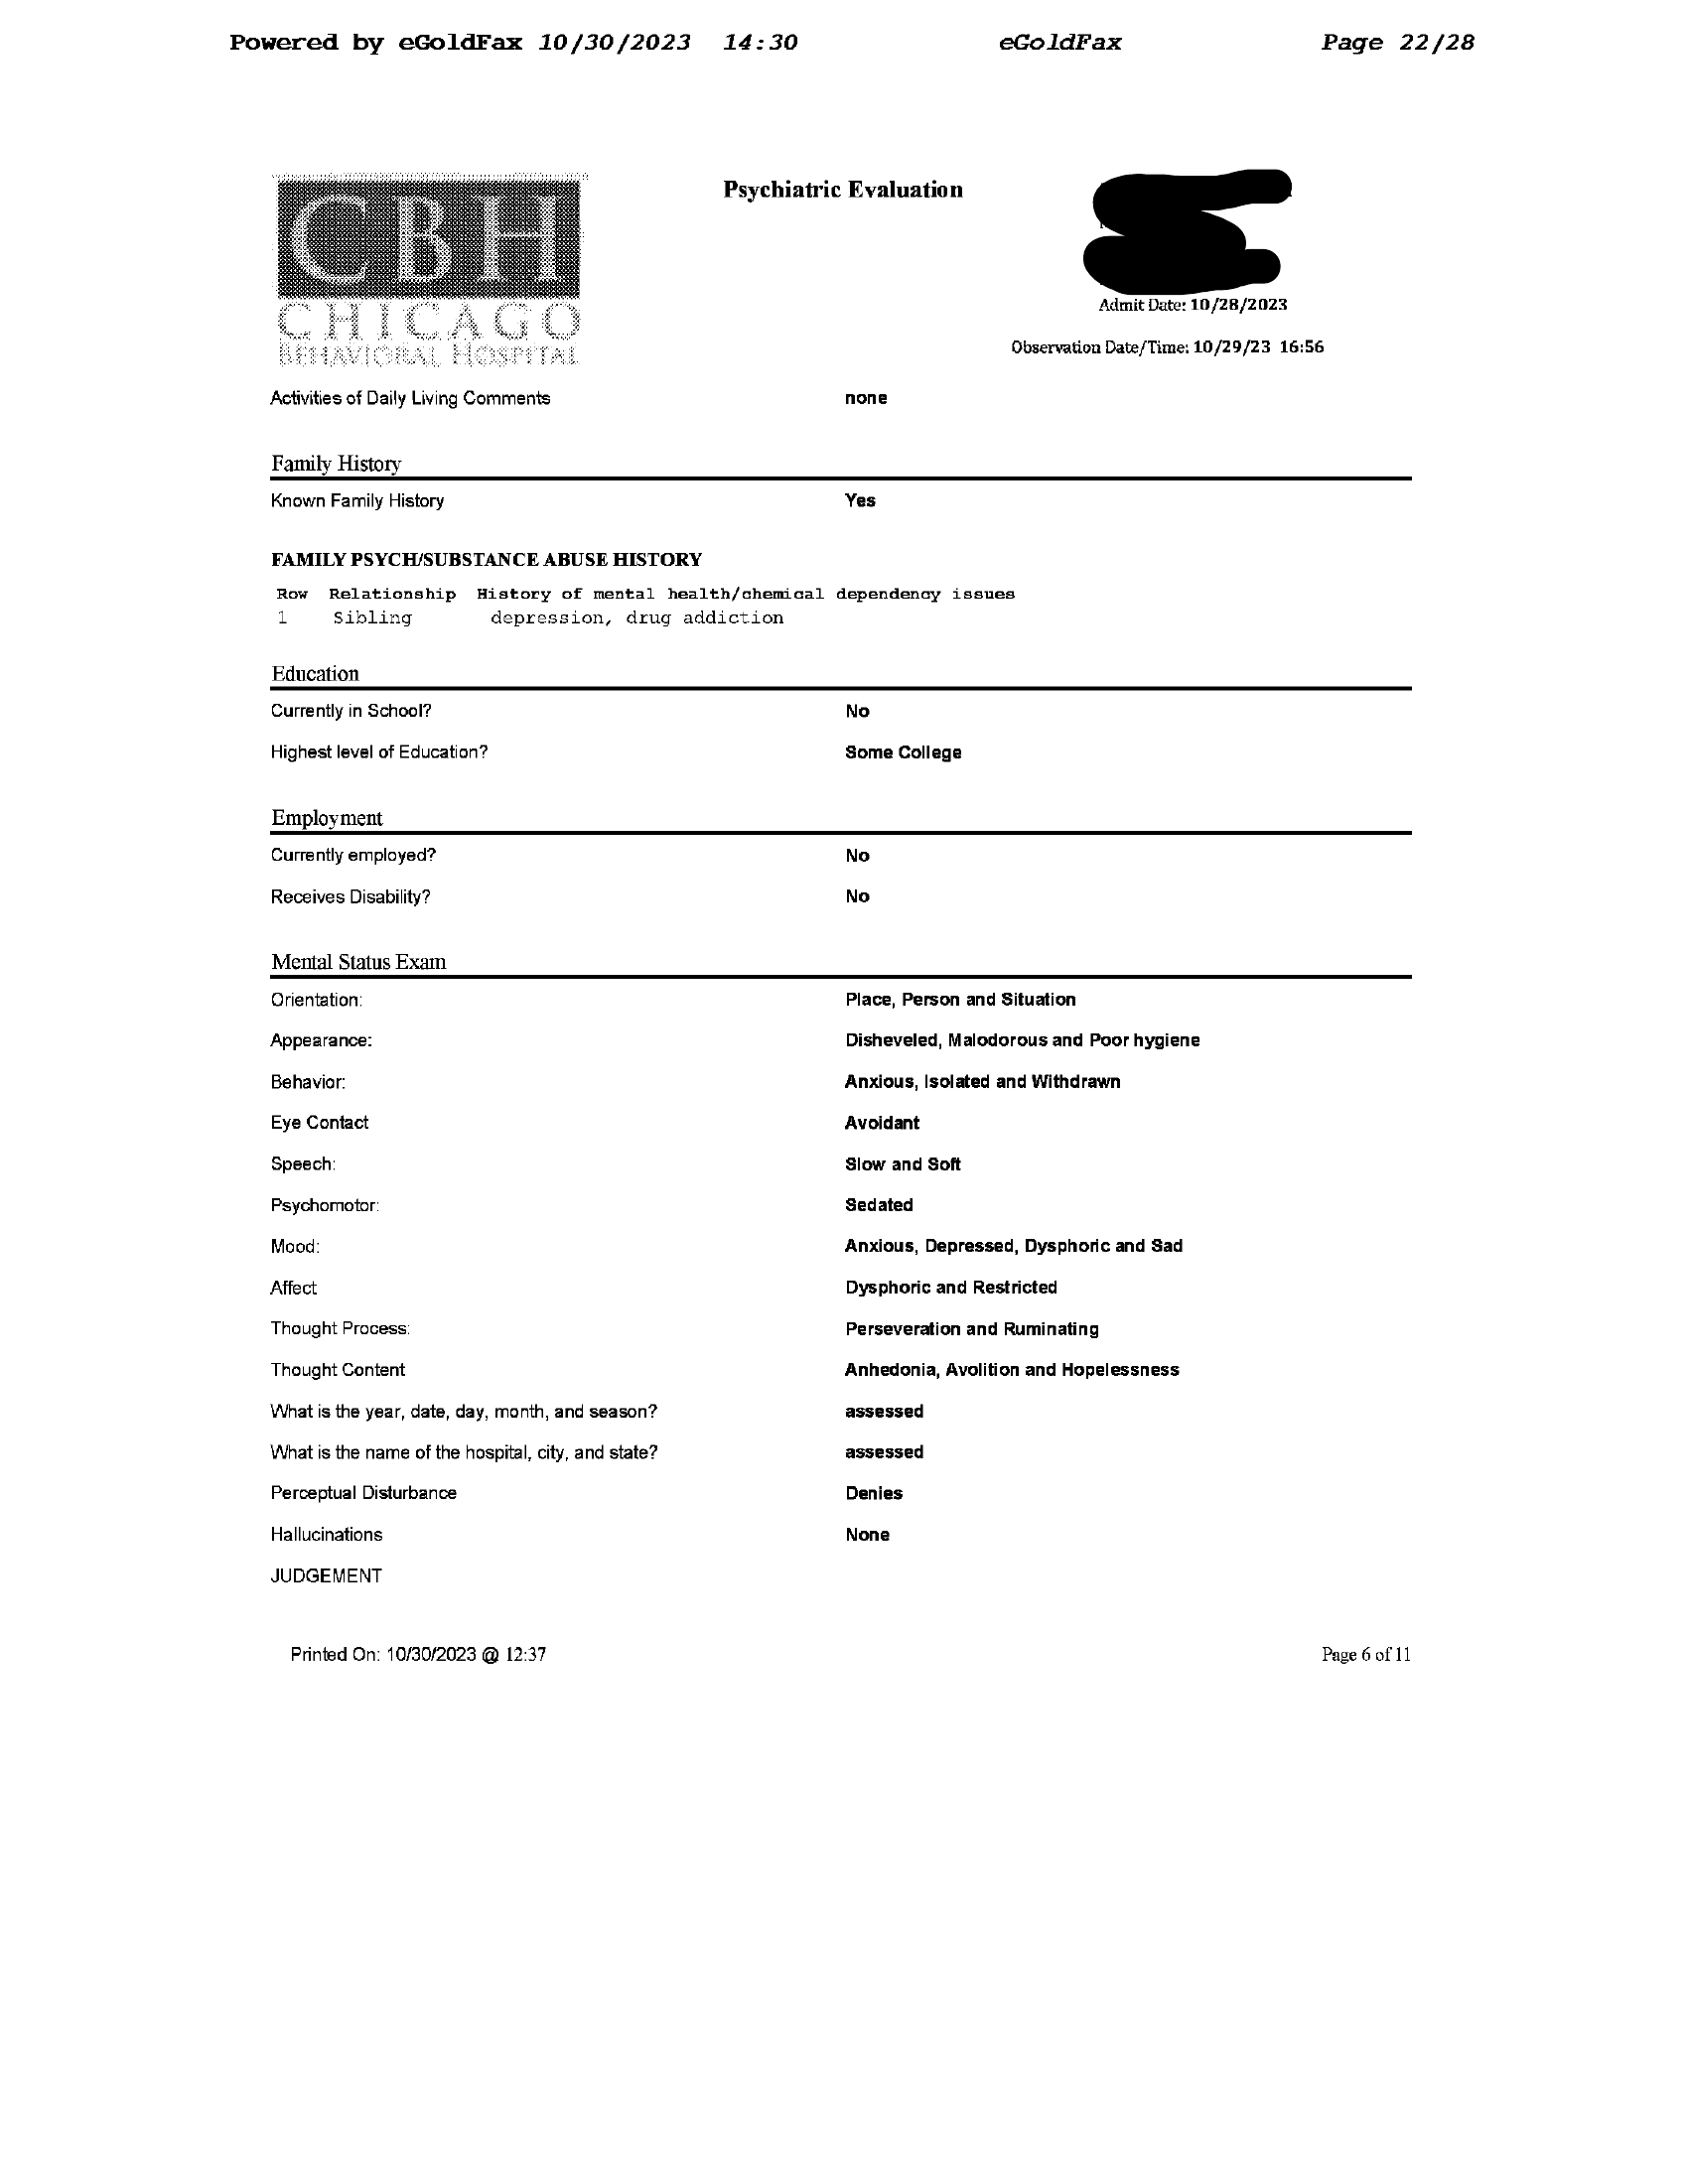 Powered by eGoldFax 10/30/2023 14:30 eGoldFax Page 22/28
CBH
CHICAGO
BEHAVIORAL HOSPITAL
Psychiatric Evaluation
Admit Date: 10/28/2023
Observation Date/Time: 10/29/23 16:56
Activities of Daily Living Comments none
Family History
Known Family History Yes
FAMILY PSYCH/SUBSTANCE ABUSE HISTORY
Row Relationship History of mental health/chemical dependency issues
1 Sibling depression, drug addiction
Education
Currently in School? No
Highest level of Education? Some College
Employment
Currently employed? No
Receives Disability? No
Mental Status Exam
Orientation: Place, Person and Situation
Appearance: Disheveled, Malodorous and Poor hygiene
Behavior: Anxious, Isolated and Withdrawn
Eye Contact Avoidant
Speech: Slow and Soft
Psychomotor: Sedated
Mood: Anxious, Depressed, Dysphoric and Sad
Affect Dysphoric and Restricted
Thought Process: Perseveration and Ruminating
Thought Content Anhedonia, Avolition and Hopelessness
What is the year, date, day, month, and season? assessed
What is the name of the hospital, city, and state? assessed
Perceptual Disturbance Denies
Hallucinations None
JUDGEMENT
Printed On: 10/30/2023 @ 12:37 Page 6 of 11